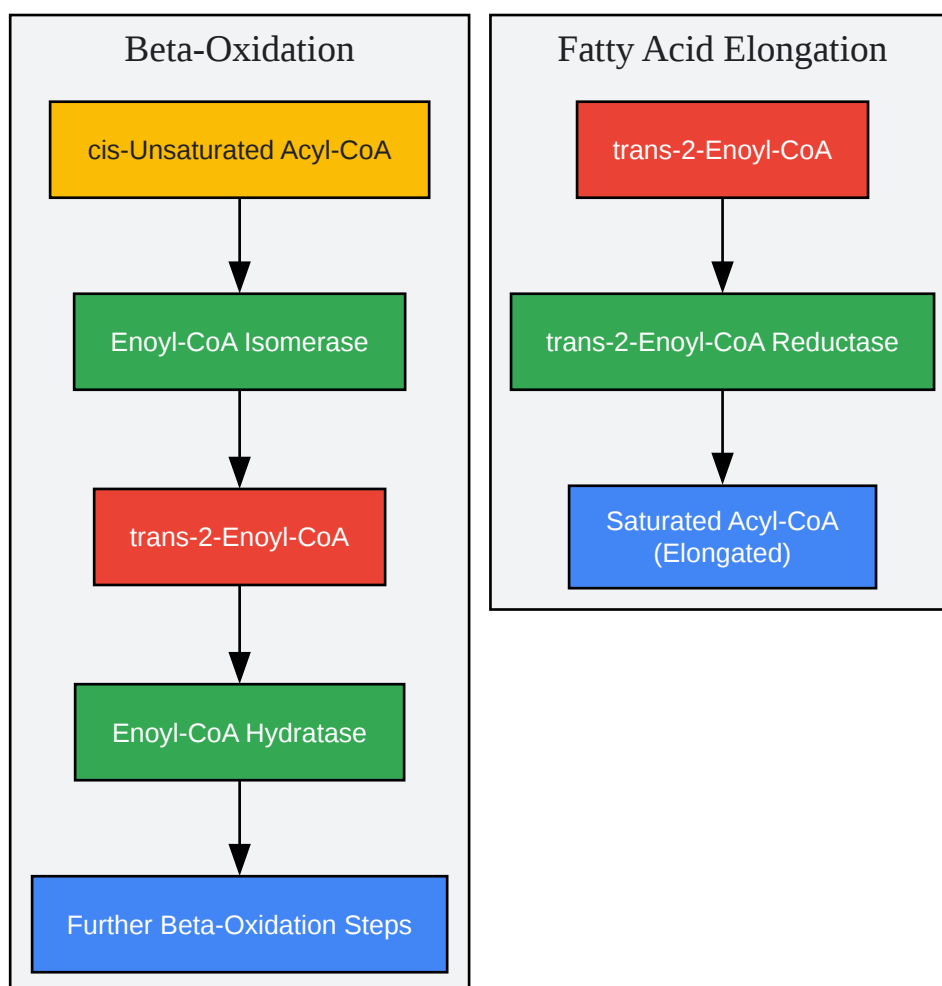 Beta-Oxidation
cis-Unsaturated Acyl-CoA
Enoyl-CoA Isomerase
trans-2-Enoyl-CoA
Enoyl-CoA Hydratase
Further Beta-Oxidation Steps
Fatty Acid Elongation
trans-2-Enoyl-CoA
trans-2-Enoyl-CoA Reductase
Saturated Acyl-CoA
(Elongated)